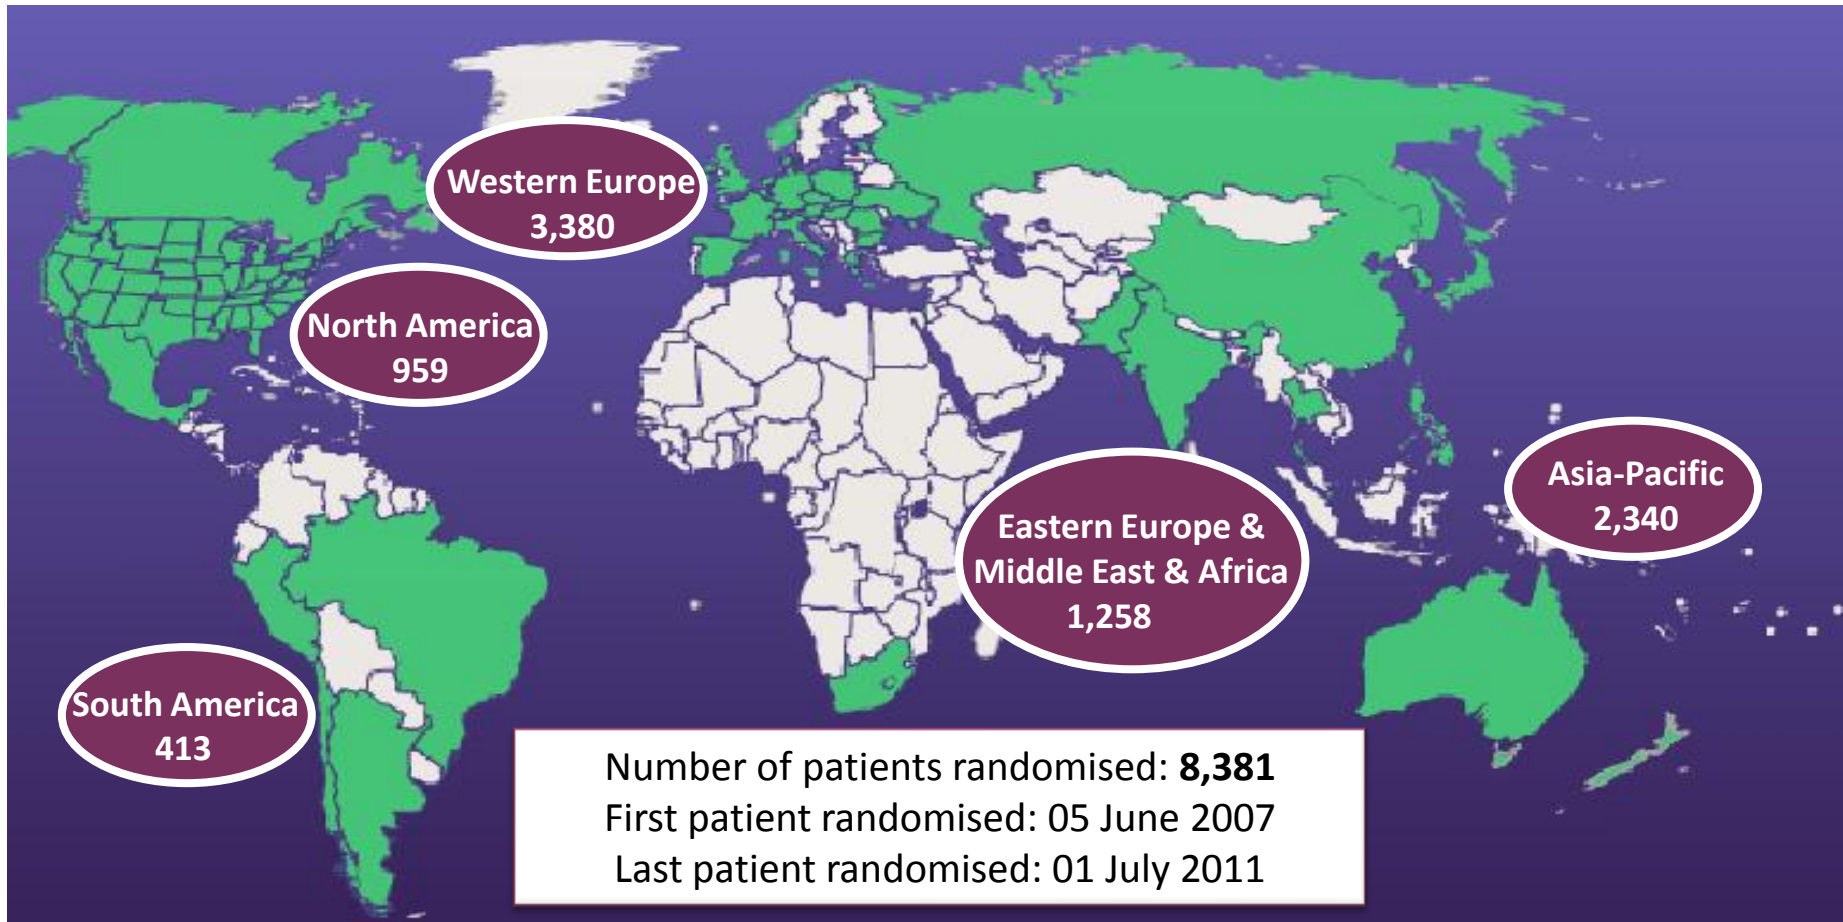 Western Europe
3,380
North America
959
Asia-Pacific
2,340
Eastern Europe &
Middle East & Africa
1,258
South America
413
Number of patients randomised: 8,381
First patient randomised: 05 June 2007
Last patient randomised: 01 July 2011